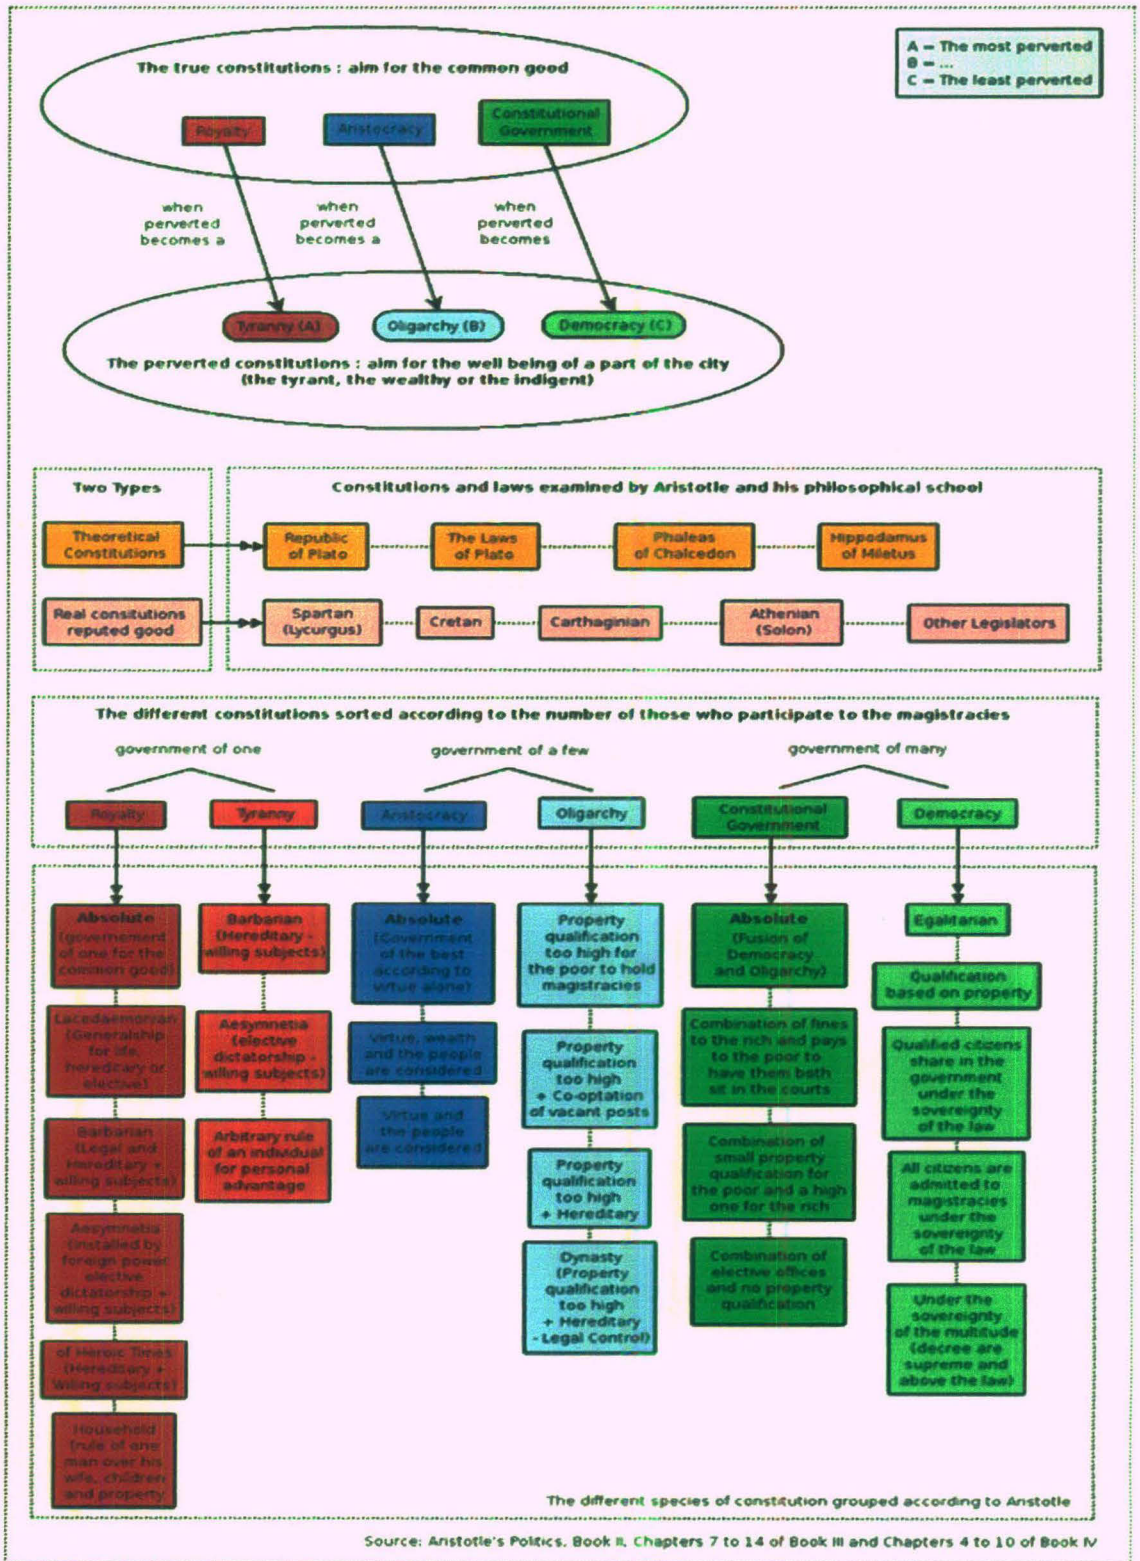 The true constitutions : aim for the common good
A – The most perverted
B – ...
C – The least perverted
Royalty
Aristocracy
Constitutional
Government
when
perverted
becomes a
when
perverted
becomes a
when
perverted
becomes
Tyranny (A)
Oligarchy (B)
Democracy (C)
The perverted constitutions : aim for the well being of a part of the city
(the tyrant, the wealthy or the indigent)
Two Types
Constitutions and laws examined by Aristotle and his philosophical school
Theoretical
Constitutions
Republic
of Plato
The Laws
of Plato
Phaleas
of Chalcedon
Hippodamus
of Miletus
Real consitutions
reputed good
Spartan
(Lycurgus)
Cretan
Carthaginian
Athenian
(Solon)
Other Legislators
The different constitutions sorted according to the number of those who participate to the magistracies
government of one
government of a few
government of many
Royalty
Tyranny
Aristocracy
Oligarchy
Constitutional
Government
Democracy
Absolute
(governement
of one for the
common good)
Lacedaemonian
(Generalship
for life,
hereditary or
elective)
Barbarian
(Legal and
Hereditary +
willing subjects)
Aesymnetia
(installed by
foreign power
elective
dictatorship +
willing subjects)
of Heroic Times
(Hereditary +
Willing subjects)
Household
(rule of one
man over his
wife, children
and property
Barbarian
(Hereditary -
willing subjects)
Aesymnetia
(elective
dictatorship -
willing subjects)
Arbitrary rule
of an individual
for personal
advantage
Absolute
(Government
of the best
according to
virtue alone)
Virtue, wealth
and the people
are considered
Virtue and
the people
are considered
Property
qualification
too high for
the poor to hold
magistracies
Property
qualification
too high
+ Co-optation
of vacant posts
Property
qualification
too high
+ Hereditary
Dynasty
(Property
qualification
too high
+ Hereditary
- Legal Control)
Absolute
(Fusion of
Democracy
and Oligarchy)
Combination of fines
to the rich and pays
to the poor to
have them both
sit in the courts
Combination of
small property
qualification for
the poor and a high
one for the rich
Combination of
elective offices
and no property
qualification
Egalitarian
Qualification
based on property
Qualified citizens
share in the
government
under the
sovereignty
of the law
All citizens are
admitted to
magistracies
under the
sovereignty
of the law
Under the
sovereignty
of the multitude
(decree are
supreme and
above the law)
The different species of constitution grouped according to Aristotle
Source: Aristotle's Politics, Book II, Chapters 7 to 14 of Book III and Chapters 4 to 10 of Book IV